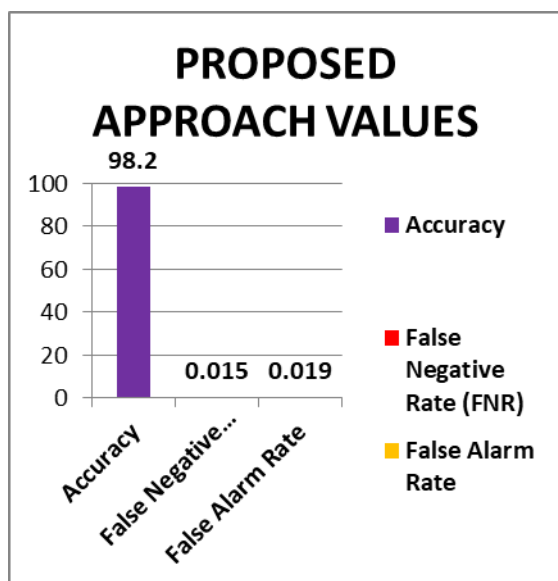 PROPOSED
APPROACH VALUES
98.2
100
80
60
40
20
0
0.015
0.019
Accuracy
False Negative...
False Alarm Rate
Accuracy
False
Negative
Rate (FNR)
False Alarm
Rate